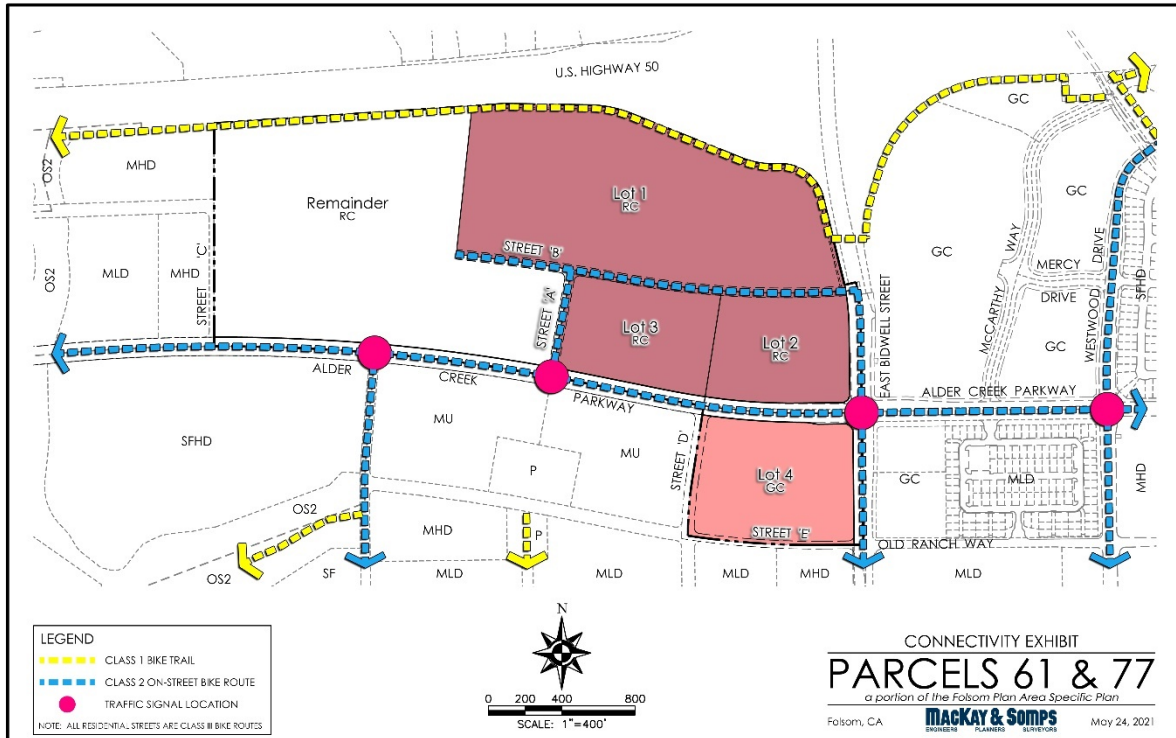 U.S. HIGHWAY 50
GC
OS2
MHD
Remainder
RC
Lot 1
RC
GC
GC
McCARTHY WAY
OS2
MLD
MHD
STREET 'C'
STREET 'B'
STREET 'A'
MERCY
DRIVE
WESTWOOD DRIVE
SFHD
EAST BIDWELL STREET
Lot 3
RC
Lot 2
RC
GC
ALDER CREEK PARKWAY
ALDER CREEK PARKWAY
SFHD
MU
MU
P
STREET 'D'
Lot 4
GC
GC
MLD
MHD
OS2
MHD
P
STREET 'E'
OLD RANCH WAY
OS2
SF
MLD
MLD
MLD
MHD
MLD
LEGEND
CLASS 1 BIKE TRAIL
CLASS 2 ON-STREET BIKE ROUTE
TRAFFIC SIGNAL LOCATION
NOTE: ALL RESIDENTIAL STREETS ARE CLASS III BIKE ROUTES
N
0 200 400 800
SCALE: 1"=400'
CONNECTIVITY EXHIBIT
PARCELS 61 & 77
a portion of the Folsom Plan Area Specific Plan
Folsom, CA
MACKAY & SOMPS
ENGINEERS PLANNERS SURVEYORS
May 24, 2021